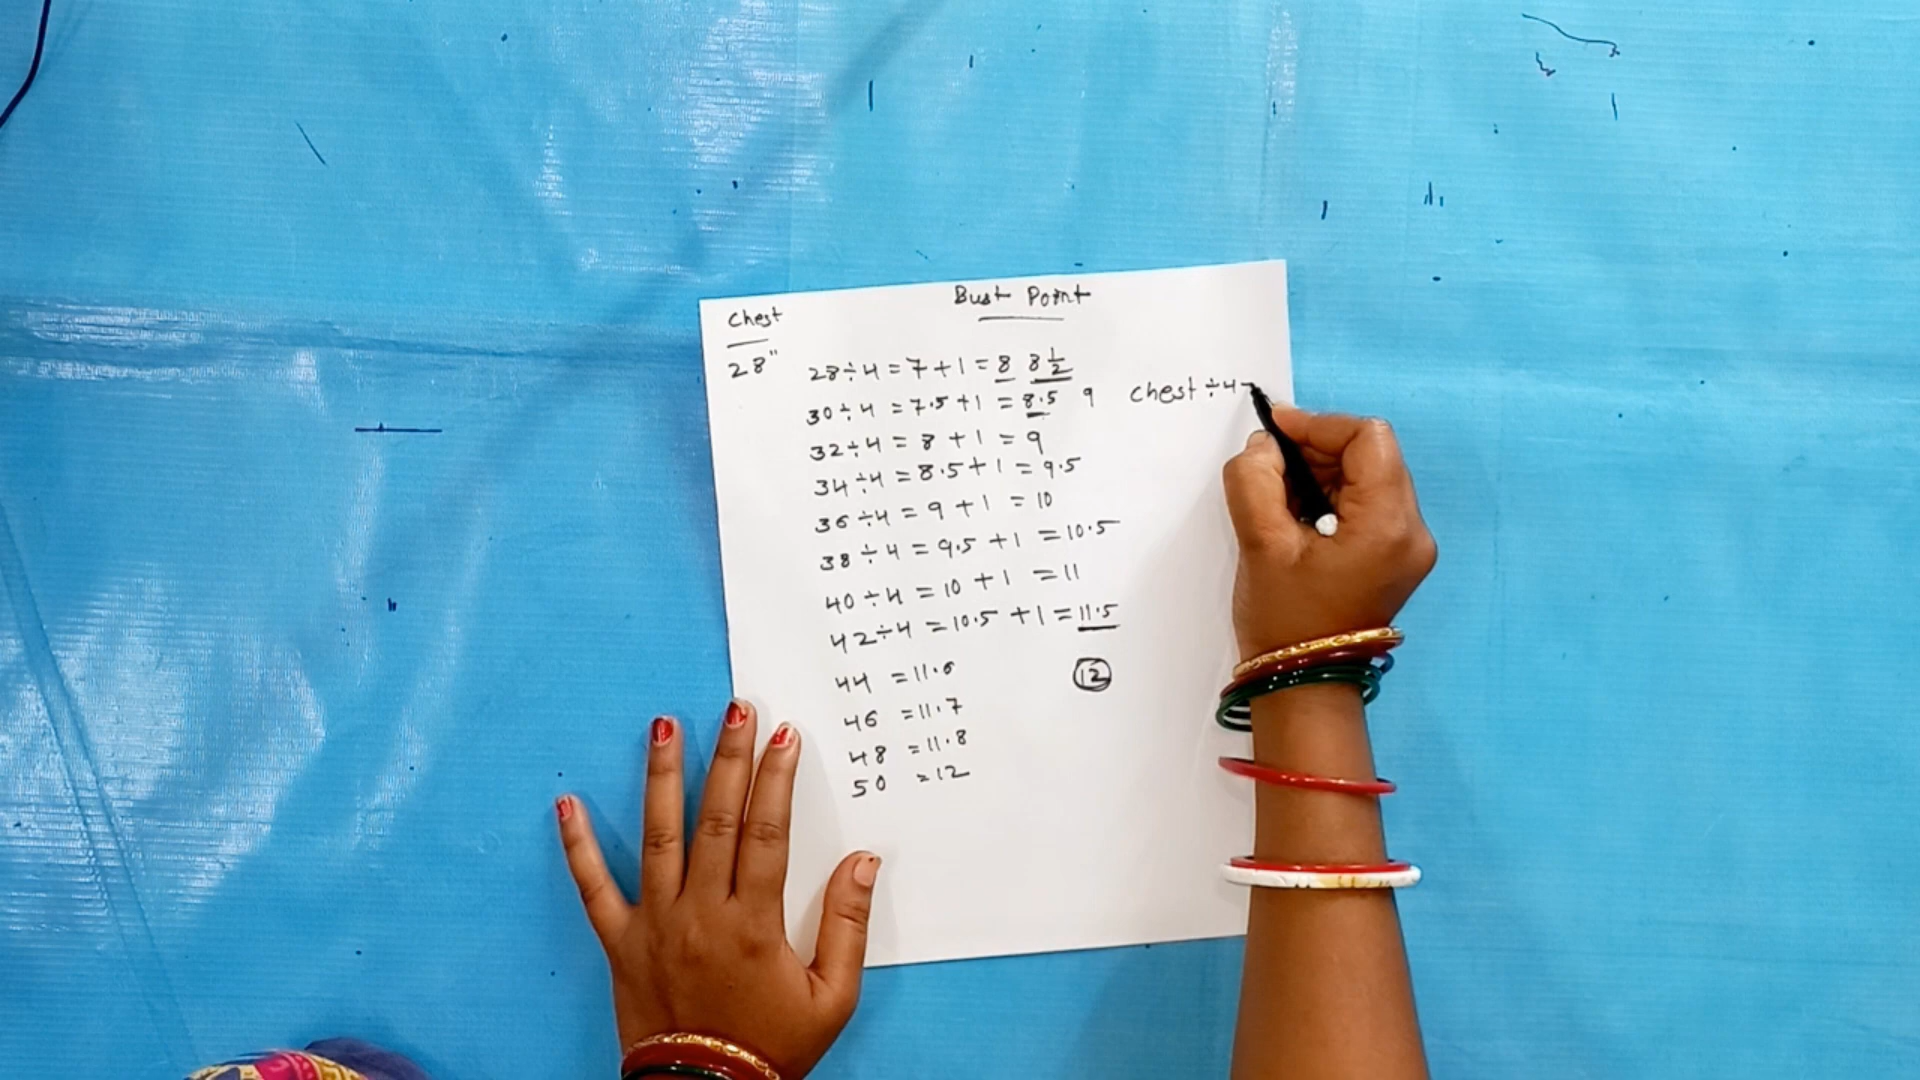 Bust Point
Chest
28"
28÷4 = 7+1 = 8 8 1/2
30÷4 = 7.5+1 = 8.5 9
chest ÷4
32÷4 = 8+1 = 9
34÷4 = 8.5+1 = 9.5
36÷4 = 9+1 = 10
38÷4 = 9.5+1 = 10.5
40÷4 = 10+1 = 11
42÷4 = 10.5+1 = 11.5
44 = 11.6
12
46 = 11.7
48 = 11.8
50 = 12